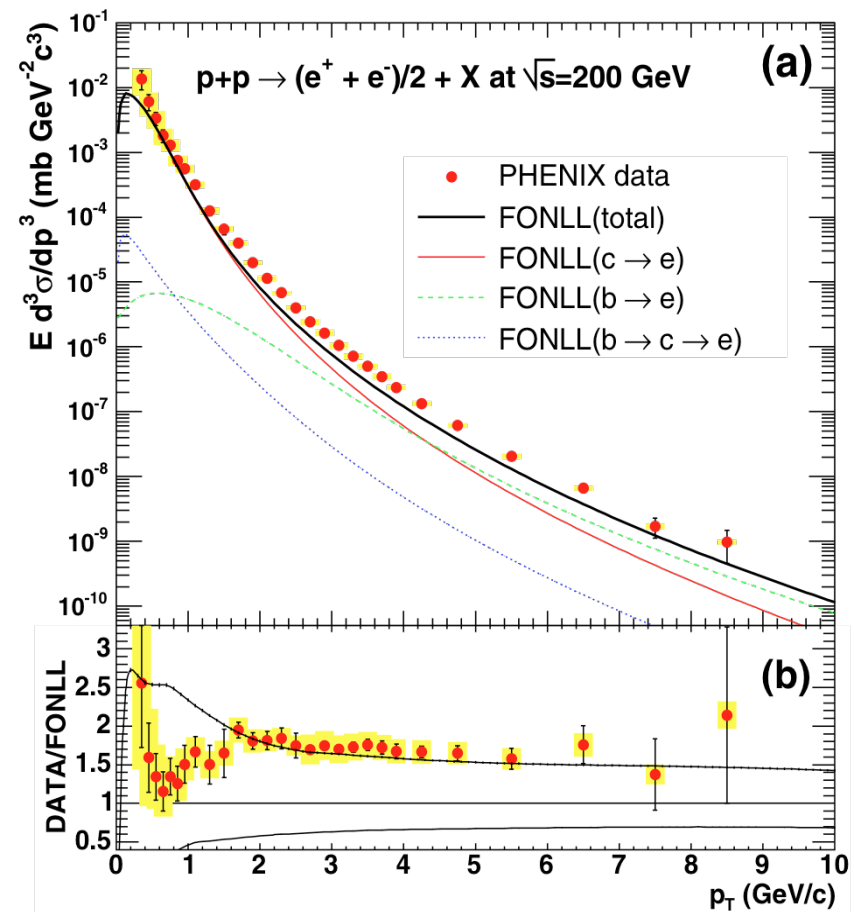 (a)
p+p → (e⁺ + e⁻)/2 + X at √s=200 GeV
PHENIX data
FONLL(total)
FONLL(c → e)
FONLL(b → e)
FONLL(b → c → e)
E d³σ/dp³ (mb GeV⁻²c³)
10⁻¹
10⁻²
10⁻³
10⁻⁴
10⁻⁵
10⁻⁶
10⁻⁷
10⁻⁸
10⁻⁹
10⁻¹⁰
(b)
DATA/FONLL
3
2.5
2
1.5
1
0.5
0 1 2 3 4 5 6 7 8 9 10
p_T (GeV/c)